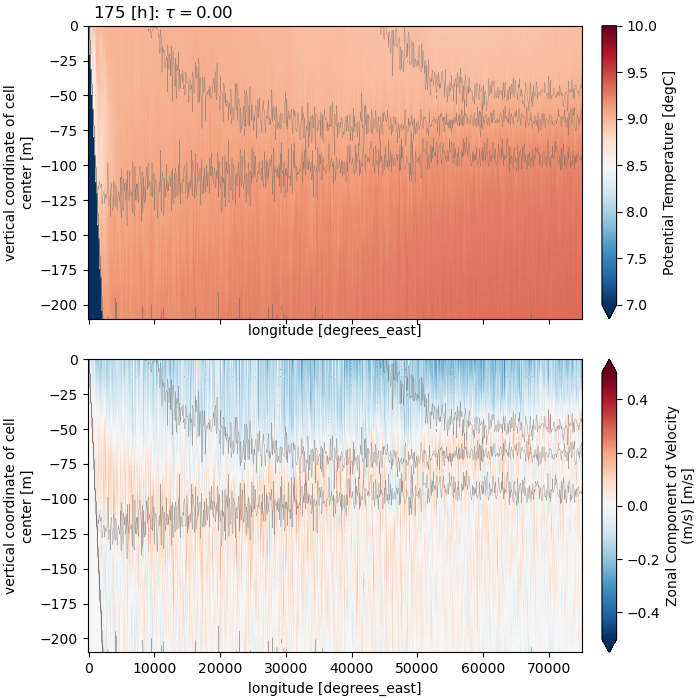 175 [h]: τ = 0.00
0
−25
−50
−75
−100
−125
−150
−175
−200
vertical coordinate of cell
center [m]
longitude [degrees_east]
10.0
9.5
9.0
8.5
8.0
7.5
7.0
Potential Temperature [degC]
0
−25
−50
−75
−100
−125
−150
−175
−200
vertical coordinate of cell
center [m]
0 10000 20000 30000 40000 50000 60000 70000
longitude [degrees_east]
0.4
0.2
0.0
−0.2
−0.4
Zonal Component of Velocity
(m/s) [m/s]